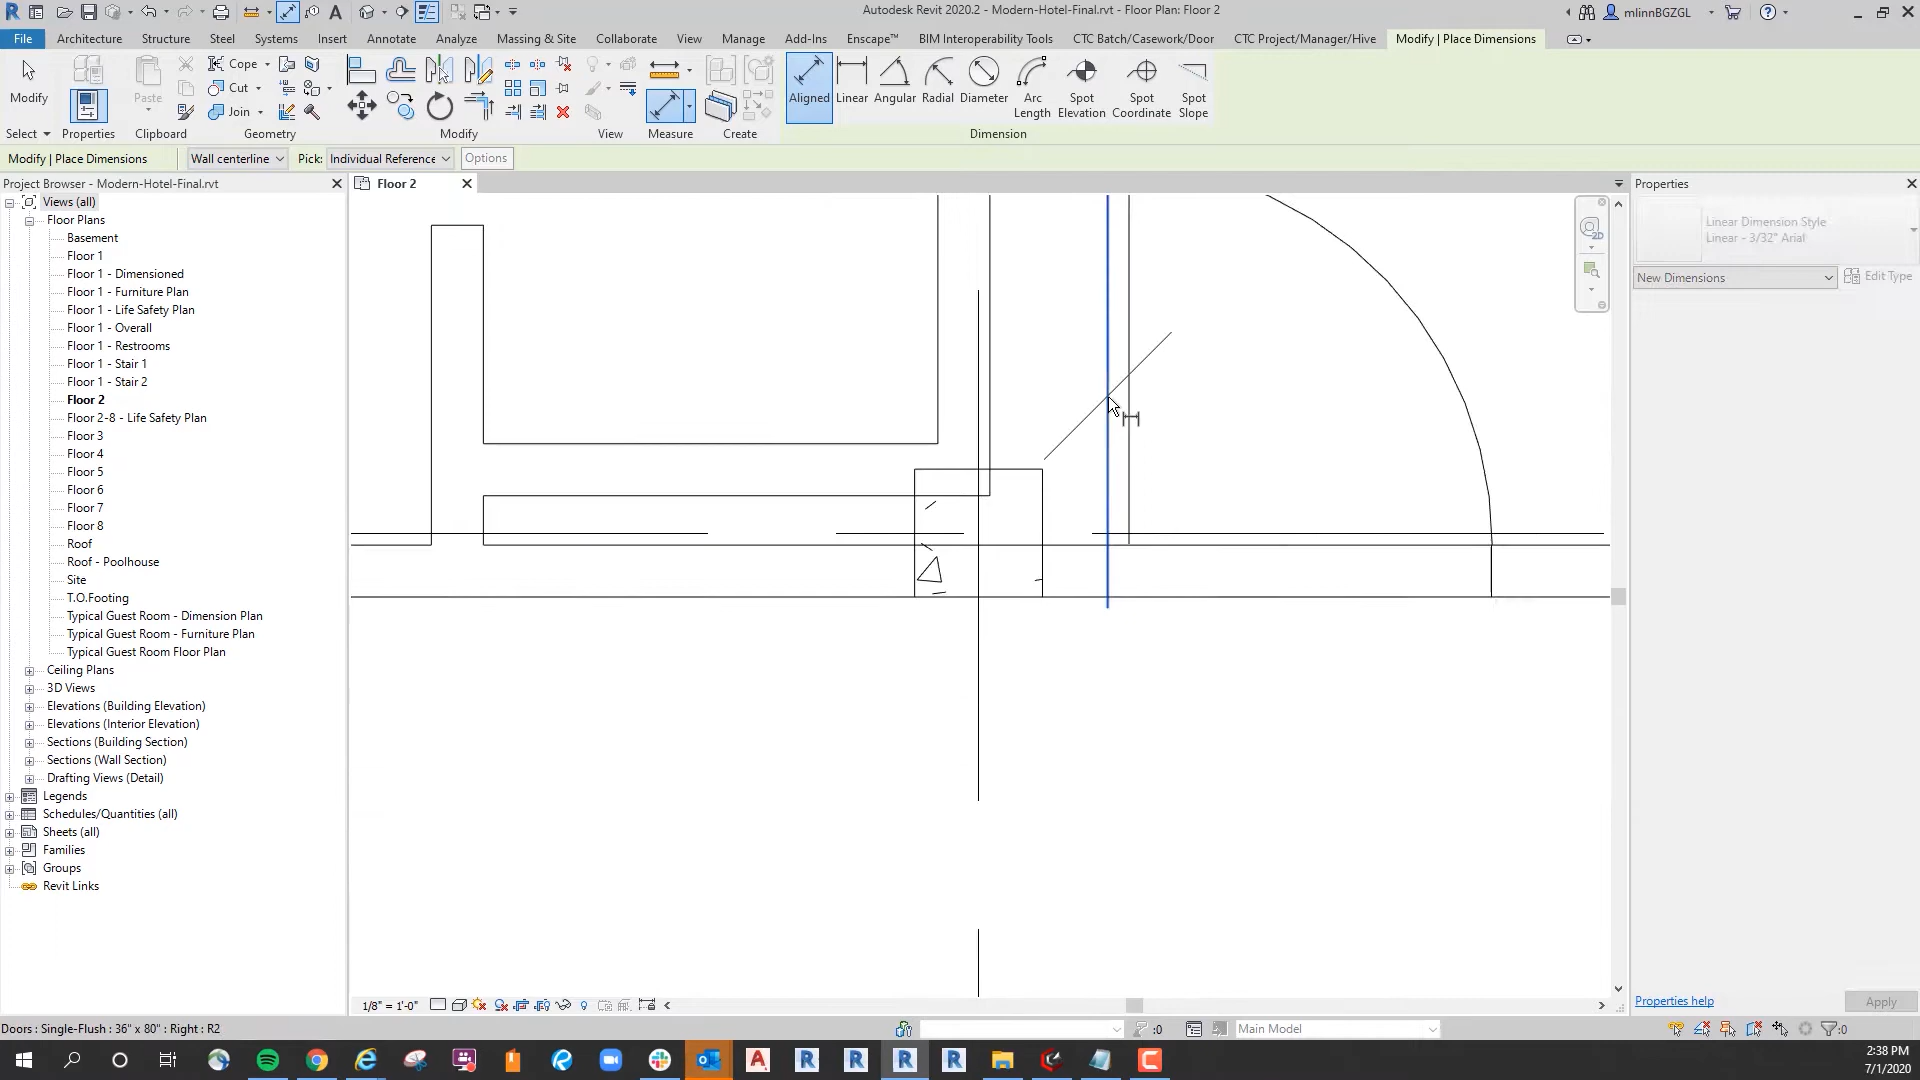 Autodesk Revit 2020.2 - Modern-Hotel-Final.rvt - Floor Plan: Floor 2
mlinnBGZGL
File Architecture Structure Steel Systems Insert Annotate Analyze Massing & Site Collaborate View Manage Add-Ins Enscape™ BIM Interoperability Tools CTC Batch/Casework/Door CTC Project/Manager/Hive Modify | Place Dimensions
Modify Paste Cope Cut Join Aligned Linear Angular Radial Diameter Arc Length Spot Elevation Spot Coordinate Spot Slope
Select Properties Clipboard Geometry Modify View Measure Create Dimension
Modify | Place Dimensions Wall centerline Pick: Individual Reference Options
Project Browser - Modern-Hotel-Final.rvt
Floor 2
Properties
Views (all)
Floor Plans
Basement
Floor 1
Floor 1 - Dimensioned
Floor 1 - Furniture Plan
Floor 1 - Life Safety Plan
Floor 1 - Overall
Floor 1 - Restrooms
Floor 1 - Stair 1
Floor 1 - Stair 2
Floor 2
Floor 2-8 - Life Safety Plan
Floor 3
Floor 4
Floor 5
Floor 6
Floor 7
Floor 8
Roof
Roof - Poolhouse
Site
T.O.Footing
Typical Guest Room - Dimension Plan
Typical Guest Room - Furniture Plan
Typical Guest Room Floor Plan
Ceiling Plans
3D Views
Elevations (Building Elevation)
Elevations (Interior Elevation)
Sections (Building Section)
Sections (Wall Section)
Drafting Views (Detail)
Legends
Schedules/Quantities (all)
Sheets (all)
Families
Groups
Revit Links
2D
Linear Dimension Style
Linear - 3/32" Arial
New Dimensions Edit Type
Properties help Apply
1/8" = 1'-0"
Doors : Single-Flush : 36" x 80" : Right : R2
:0
Main Model
:0
2:38 PM
7/1/2020